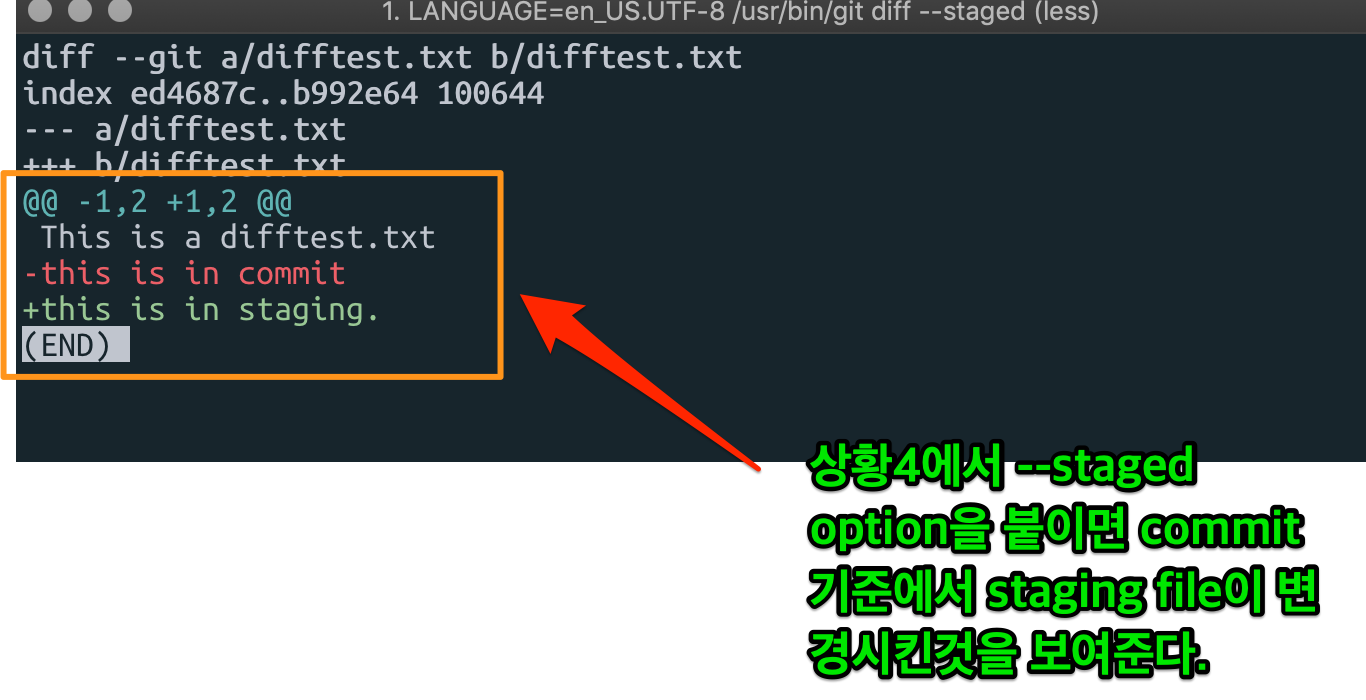 1. LANGUAGE=en_US.UTF-8 /usr/bin/git diff --staged (less)
diff --git a/difftest.txt b/difftest.txt
index ed4687c..b992e64 100644
--- a/difftest.txt
+++ b/difftest.txt
@@ -1,2 +1,2 @@
 This is a difftest.txt
-this is in commit
+this is in staging.
(END)
상황4에서 --staged
option을 붙이면 commit
기준에서 staging file이 변
경시킨것을 보여준다.